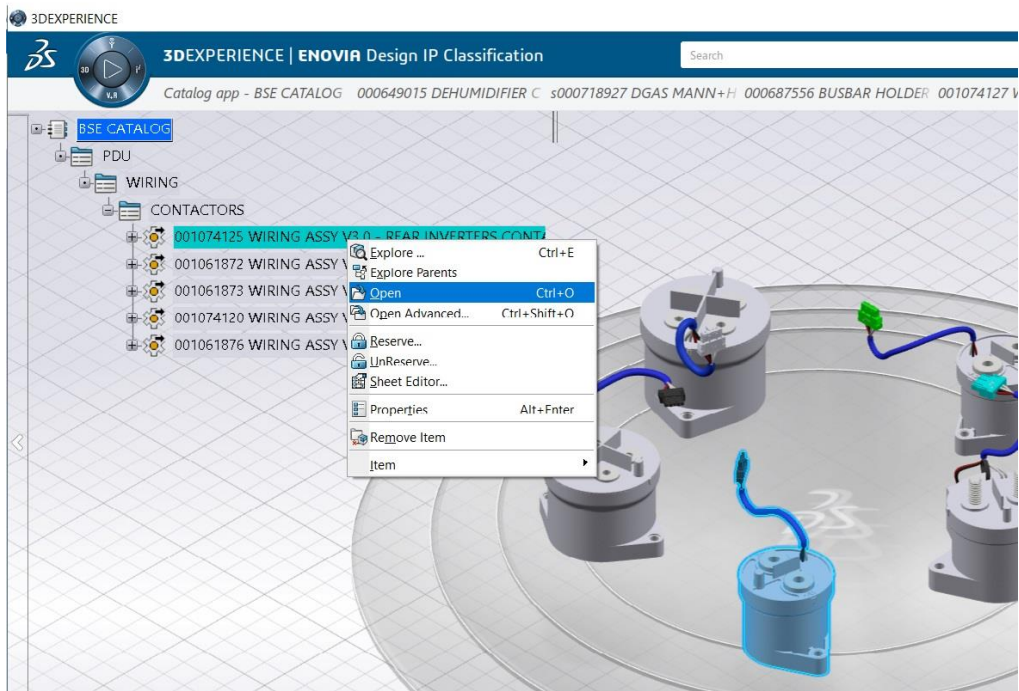 3DEXPERIENCE
3DEXPERIENCE | ENOVIA Design IP Classification
Search
3D
V.R
Catalog app - BSE CATALOG 000649015 DEHUMIDIFIER C s000718927 DGAS MANN+H 000687556 BUSBAR HOLDER 001074127
BSE CATALOG
PDU
WIRING
CONTACTORS
001074125 WIRING ASSY V3.0 - REAR INVERTERS CONTA
001061872 WIRING ASSY
001061873 WIRING ASSY
001074120 WIRING ASSY
001061876 WIRING ASSY
Explore ... Ctrl+E
Explore Parents
Open Ctrl+O
Open Advanced... Ctrl+Shift+O
Reserve...
UnReserve...
Sheet Editor...
Properties Alt+Enter
Remove Item
Item